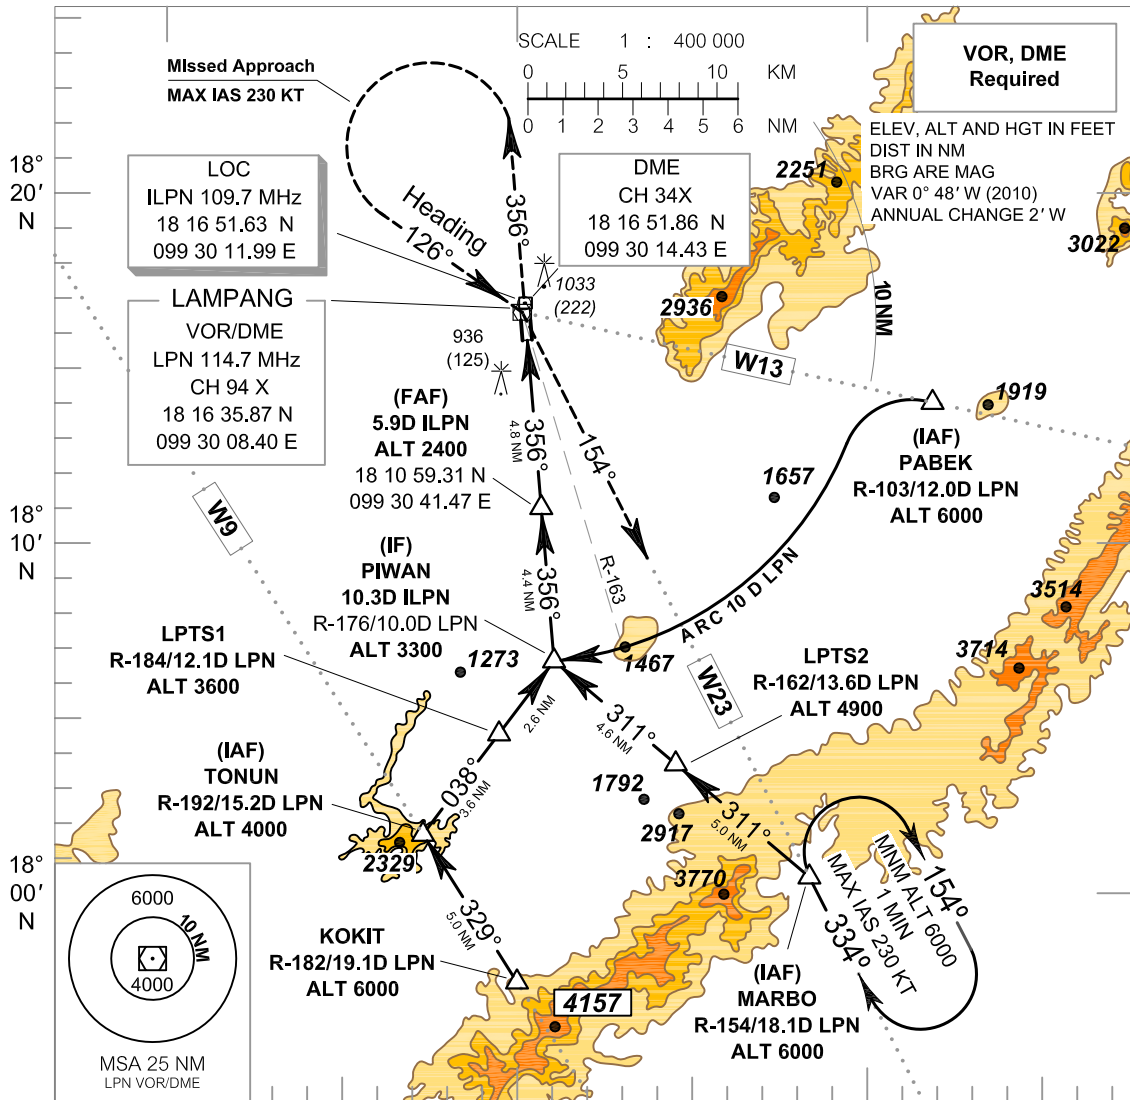 SCALE 1 : 400 000
0 5 10 KM
0 1 2 3 4 5 6 NM
MIssed Approach
MAX IAS 230 KT
VOR, DME
Required
ELEV, ALT AND HGT IN FEET
DIST IN NM
BRG ARE MAG
VAR 0° 48' W (2010)
ANNUAL CHANGE 2' W
18°
20'
N
LOC
ILPN 109.7 MHz
18 16 51.63 N
099 30 11.99 E
DME
CH 34X
18 16 51.86 N
099 30 14.43 E
LAMPANG
VOR/DME
LPN 114.7 MHz
CH 94 X
18 16 35.87 N
099 30 08.40 E
Heading
126°
356°
1033
(222)
936
(125)
2251
3022
2936
10 NM
W13
1919
(IAF)
PABEK
R-103/12.0D LPN
ALT 6000
1657
ARC 10 D LPN
(FAF)
5.9D ILPN
ALT 2400
18 10 59.31 N
099 30 41.47 E
356°
4.8 NM
154°
W9
18°
10'
N
(IF)
PIWAN
10.3D ILPN
R-176/10.0D LPN
ALT 3300
356°
4.4 NM
R-163
1273
1467
3514
3714
LPTS1
R-184/12.1D LPN
ALT 3600
LPTS2
R-162/13.6D LPN
ALT 4900
W23
2.6 NM
311°
4.6 NM
(IAF)
TONUN
R-192/15.2D LPN
ALT 4000
038°
3.6 NM
1792
2917
311°
5.0 NM
2329
3770
18°
00'
N
154°
MNM ALT 6000
1 MIN
MAX IAS 230 KT
334°
329°
5.0 NM
KOKIT
R-182/19.1D LPN
ALT 6000
4157
(IAF)
MARBO
R-154/18.1D LPN
ALT 6000
6000
10 NM
4000
MSA 25 NM
LPN VOR/DME